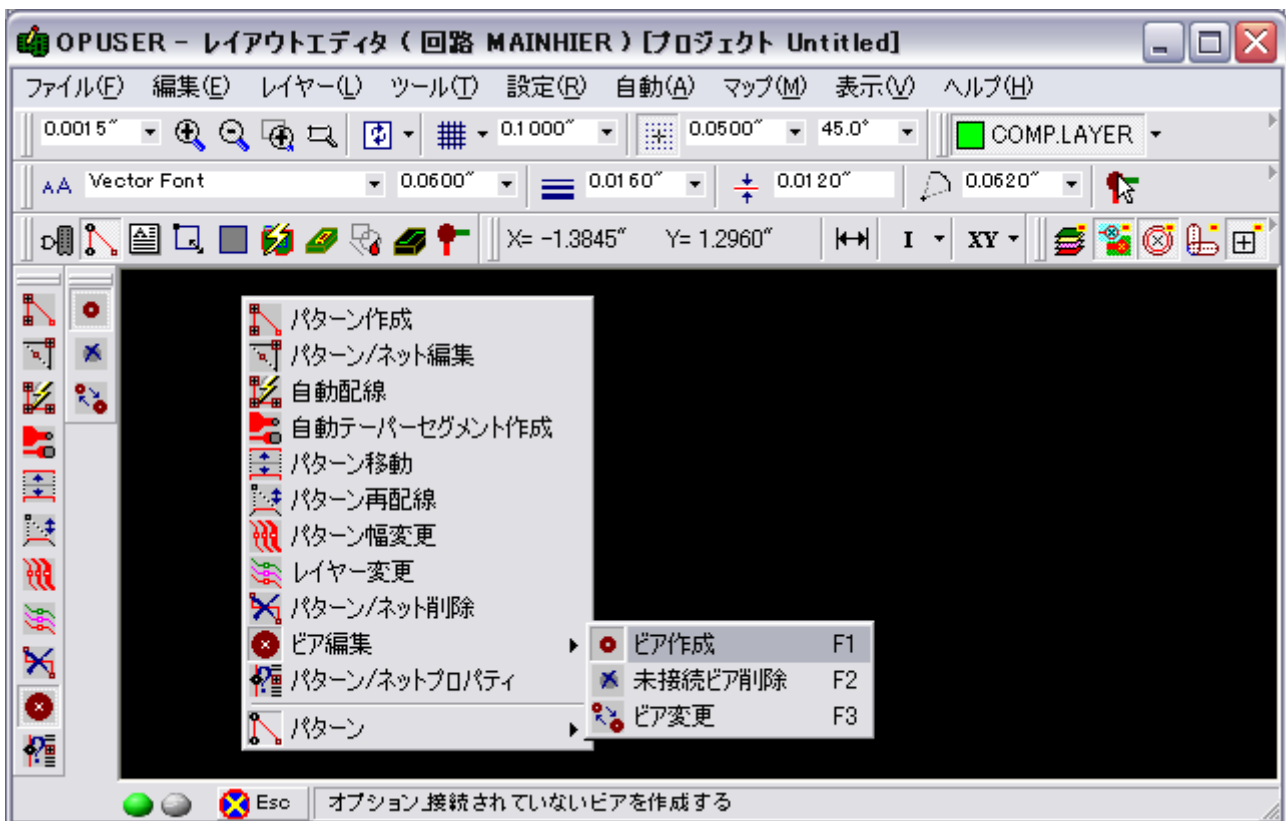 OPUSER - レイアウトエディタ ( 回路 MAINHIER ) [プロジェクト Untitled]
ファイル(F) 編集(E) レイヤー(L) ツール(T) 設定(R) 自動(A) マップ(M) 表示(V) ヘルプ(H)
0.0015" 0.1000" 0.0500" 45.0° COMP.LAYER
AA Vector Font 0.0600" 0.0160" 0.0120" 0.0620"
X= -1.3845" Y= 1.2960" I XY
パターン作成
パターン/ネット編集
自動配線
自動テーパーセグメント作成
パターン移動
パターン再配線
パターン幅変更
レイヤー変更
パターン/ネット削除
ビア編集
ビア作成 F1
パターン/ネットプロパティ
未接続ビア削除 F2
パターン
ビア変更 F3
Esc オプション」接続されていないビアを作成する